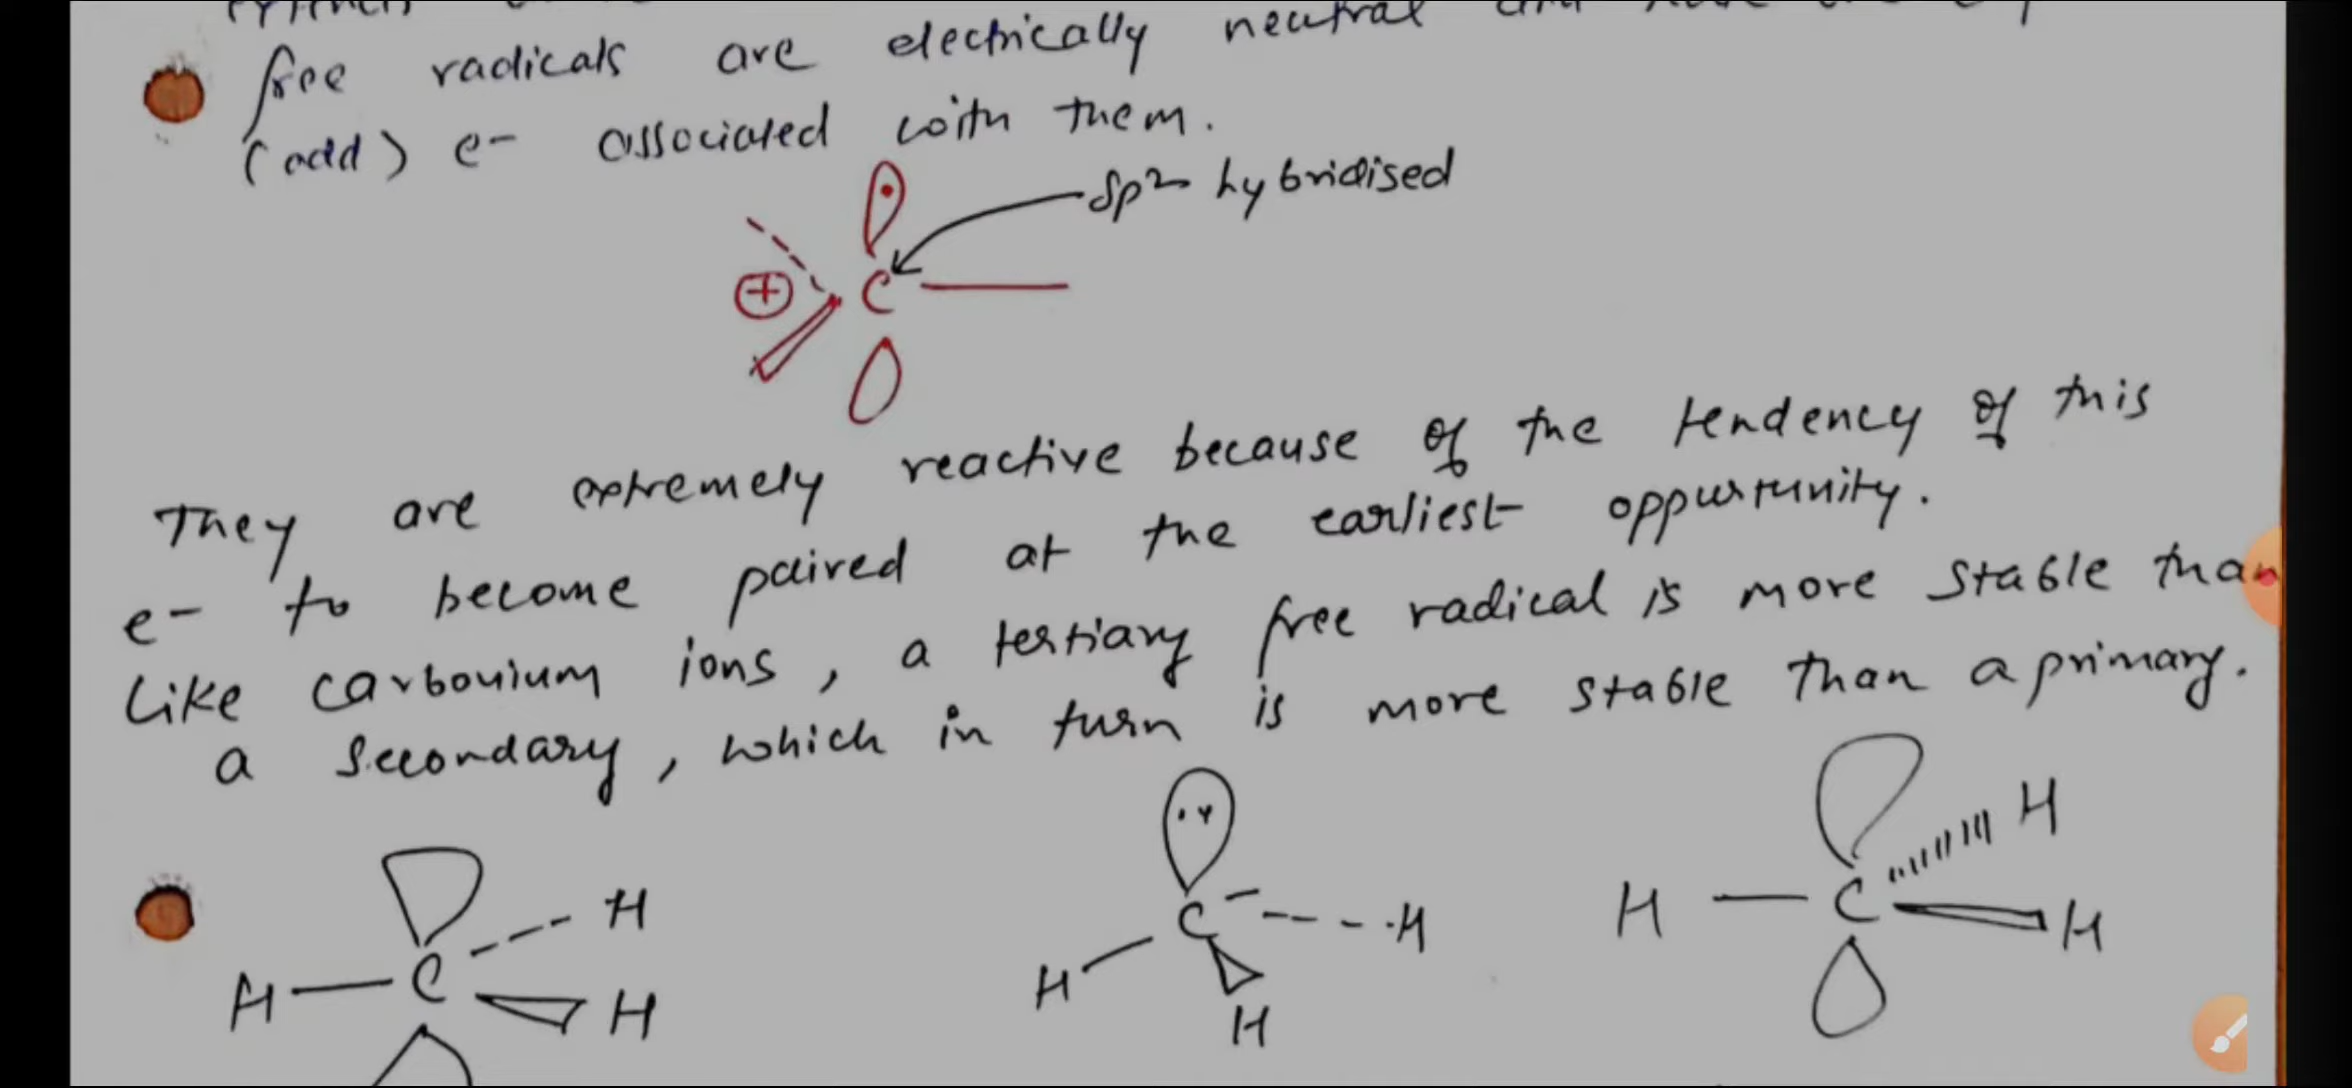 free radicals are electrically neutral
(add) e- associated with them.
Sp2 hybridised
C
⊕
They are extremely reactive because of the tendency of this
e- to become paired at the earliest oppurtunity.
Like carbonium ions, a tertiary free radical is more stable than
a secondary, which in turn is more stable than a primary.
H C H H
C - H H H
H C H H